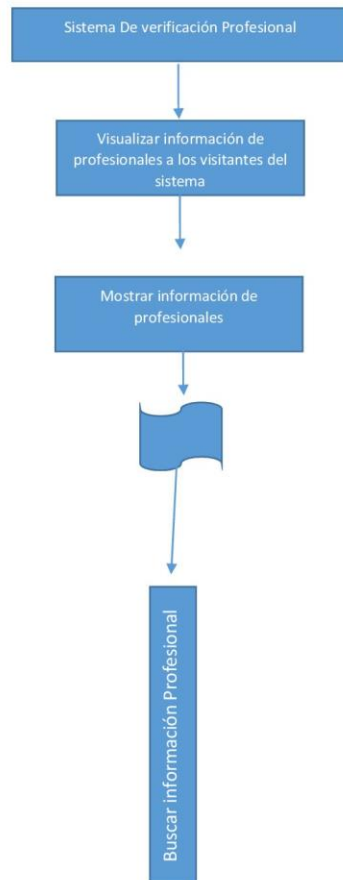 Sistema De verificación Profesional
Visualizar información de
profesionales a los visitantes del
sistema
Mostrar información de
profesionales
Buscar información Profesional